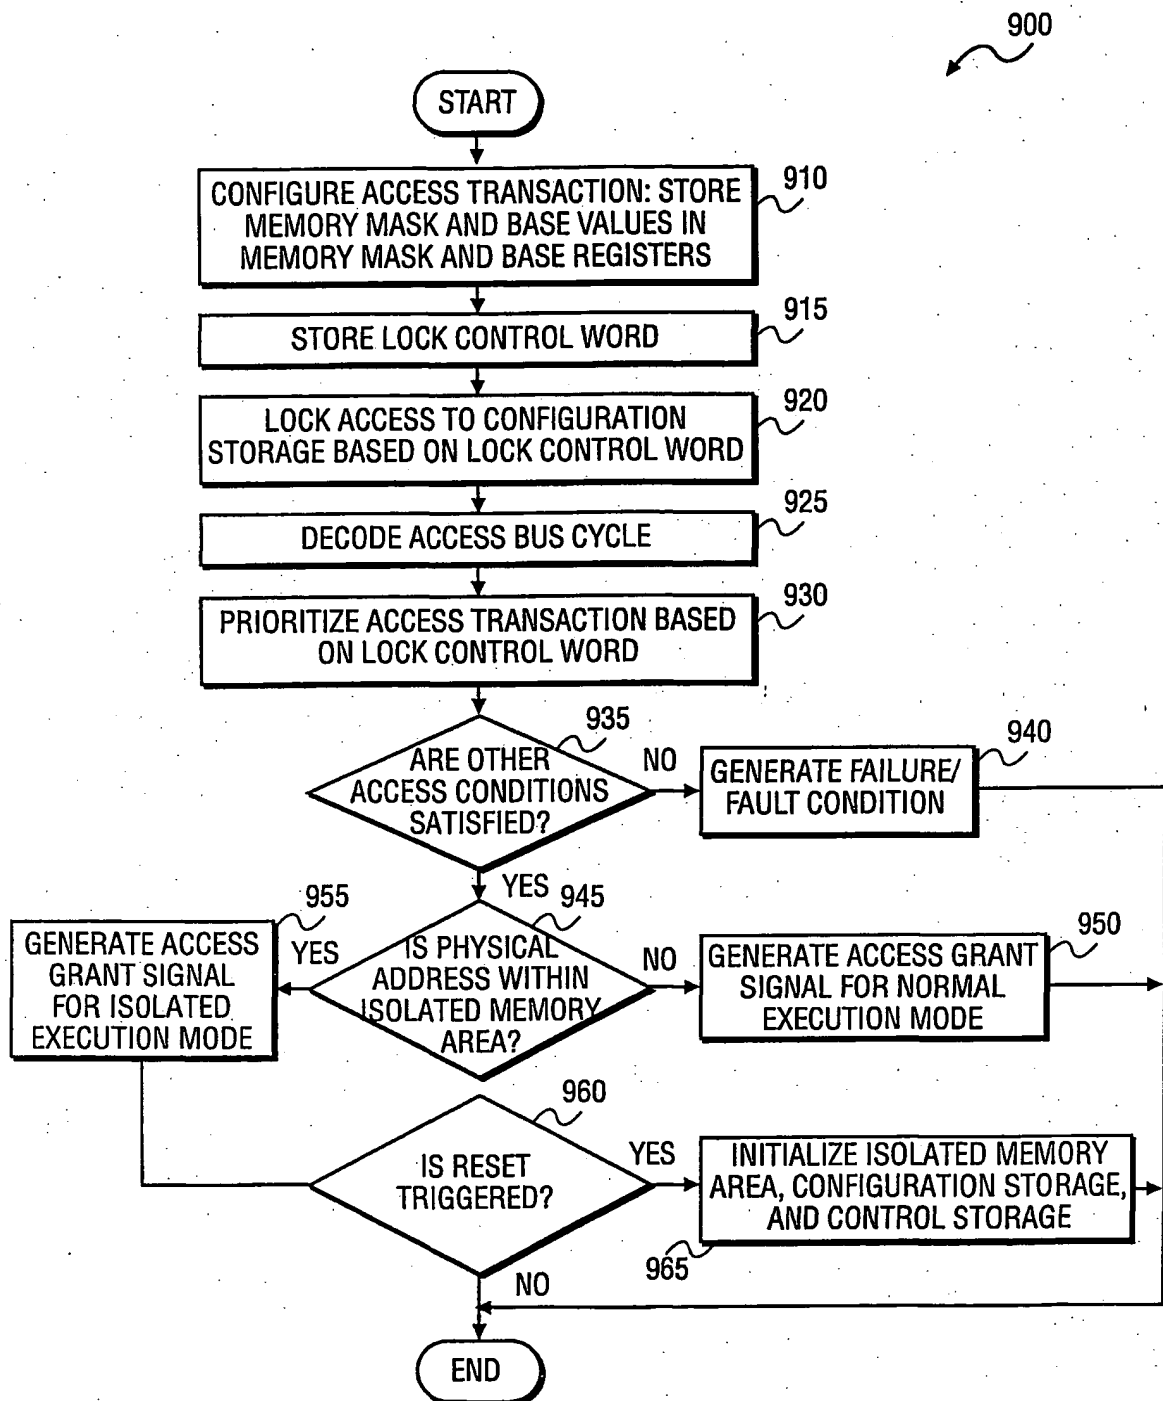 900
START
CONFIGURE ACCESS TRANSACTION: STORE
MEMORY MASK AND BASE VALUES IN
MEMORY MASK AND BASE REGISTERS
910
STORE LOCK CONTROL WORD
915
LOCK ACCESS TO CONFIGURATION
STORAGE BASED ON LOCK CONTROL WORD
920
DECODE ACCESS BUS CYCLE
925
PRIORITIZE ACCESS TRANSACTION BASED
ON LOCK CONTROL WORD
930
ARE OTHER
ACCESS CONDITIONS
SATISFIED?
935
NO
GENERATE FAILURE/
FAULT CONDITION
940
YES
IS PHYSICAL
ADDRESS WITHIN
ISOLATED MEMORY
AREA?
945
YES
GENERATE ACCESS
GRANT SIGNAL
FOR ISOLATED
EXECUTION MODE
955
NO
GENERATE ACCESS GRANT
SIGNAL FOR NORMAL
EXECUTION MODE
950
IS RESET
TRIGGERED?
960
YES
INITIALIZE ISOLATED MEMORY
AREA, CONFIGURATION STORAGE,
AND CONTROL STORAGE
965
NO
END